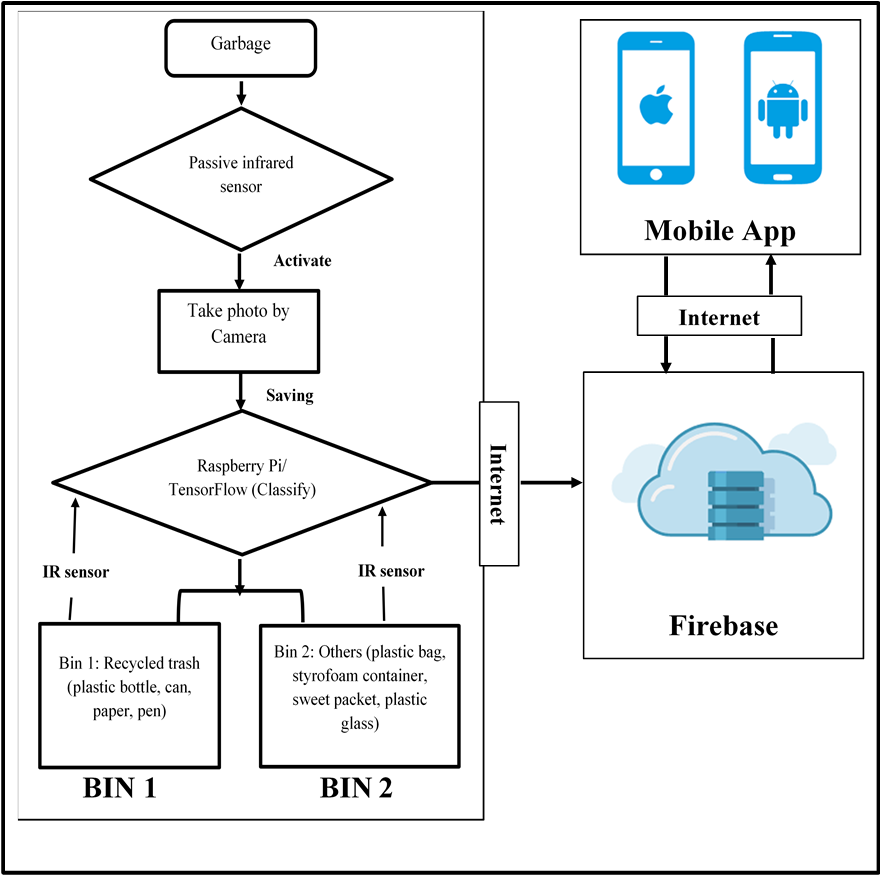 Garbage
Passive infrared
sensor
Activate
Take photo by
Camera
Saving
Raspberry Pi/
TensorFlow (Classify)
IR sensor
IR sensor
Bin 1: Recycled trash
(plastic bottle, can,
paper, pen)
BIN 1
Bin 2: Others (plastic bag,
styrofoam container,
sweet packet, plastic
glass)
BIN 2
Internet
Mobile App
Internet
Firebase